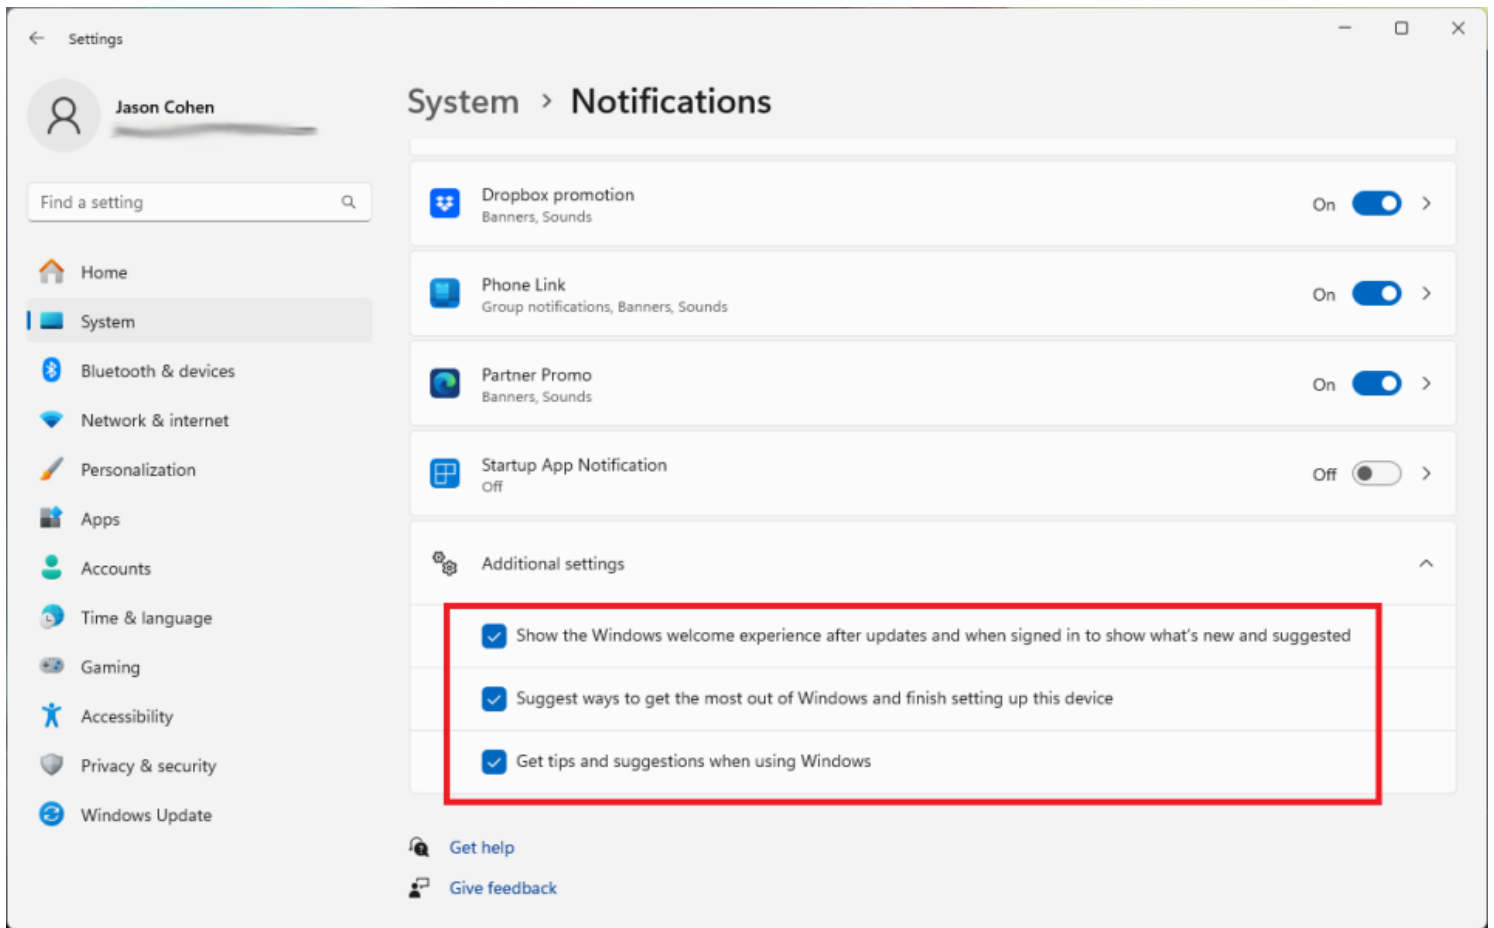 Settings
Jason Cohen
Find a setting
Home
System
Bluetooth & devices
Network & internet
Personalization
Apps
Accounts
Time & language
Gaming
Accessibility
Privacy & security
Windows Update
System > Notifications
Dropbox promotion
Banners, Sounds
On
Phone Link
Group notifications, Banners, Sounds
On
Partner Promo
Banners, Sounds
On
Startup App Notification
Off
Off
Additional settings
Show the Windows welcome experience after updates and when signed in to show what's new and suggested
Suggest ways to get the most out of Windows and finish setting up this device
Get tips and suggestions when using Windows
Get help
Give feedback